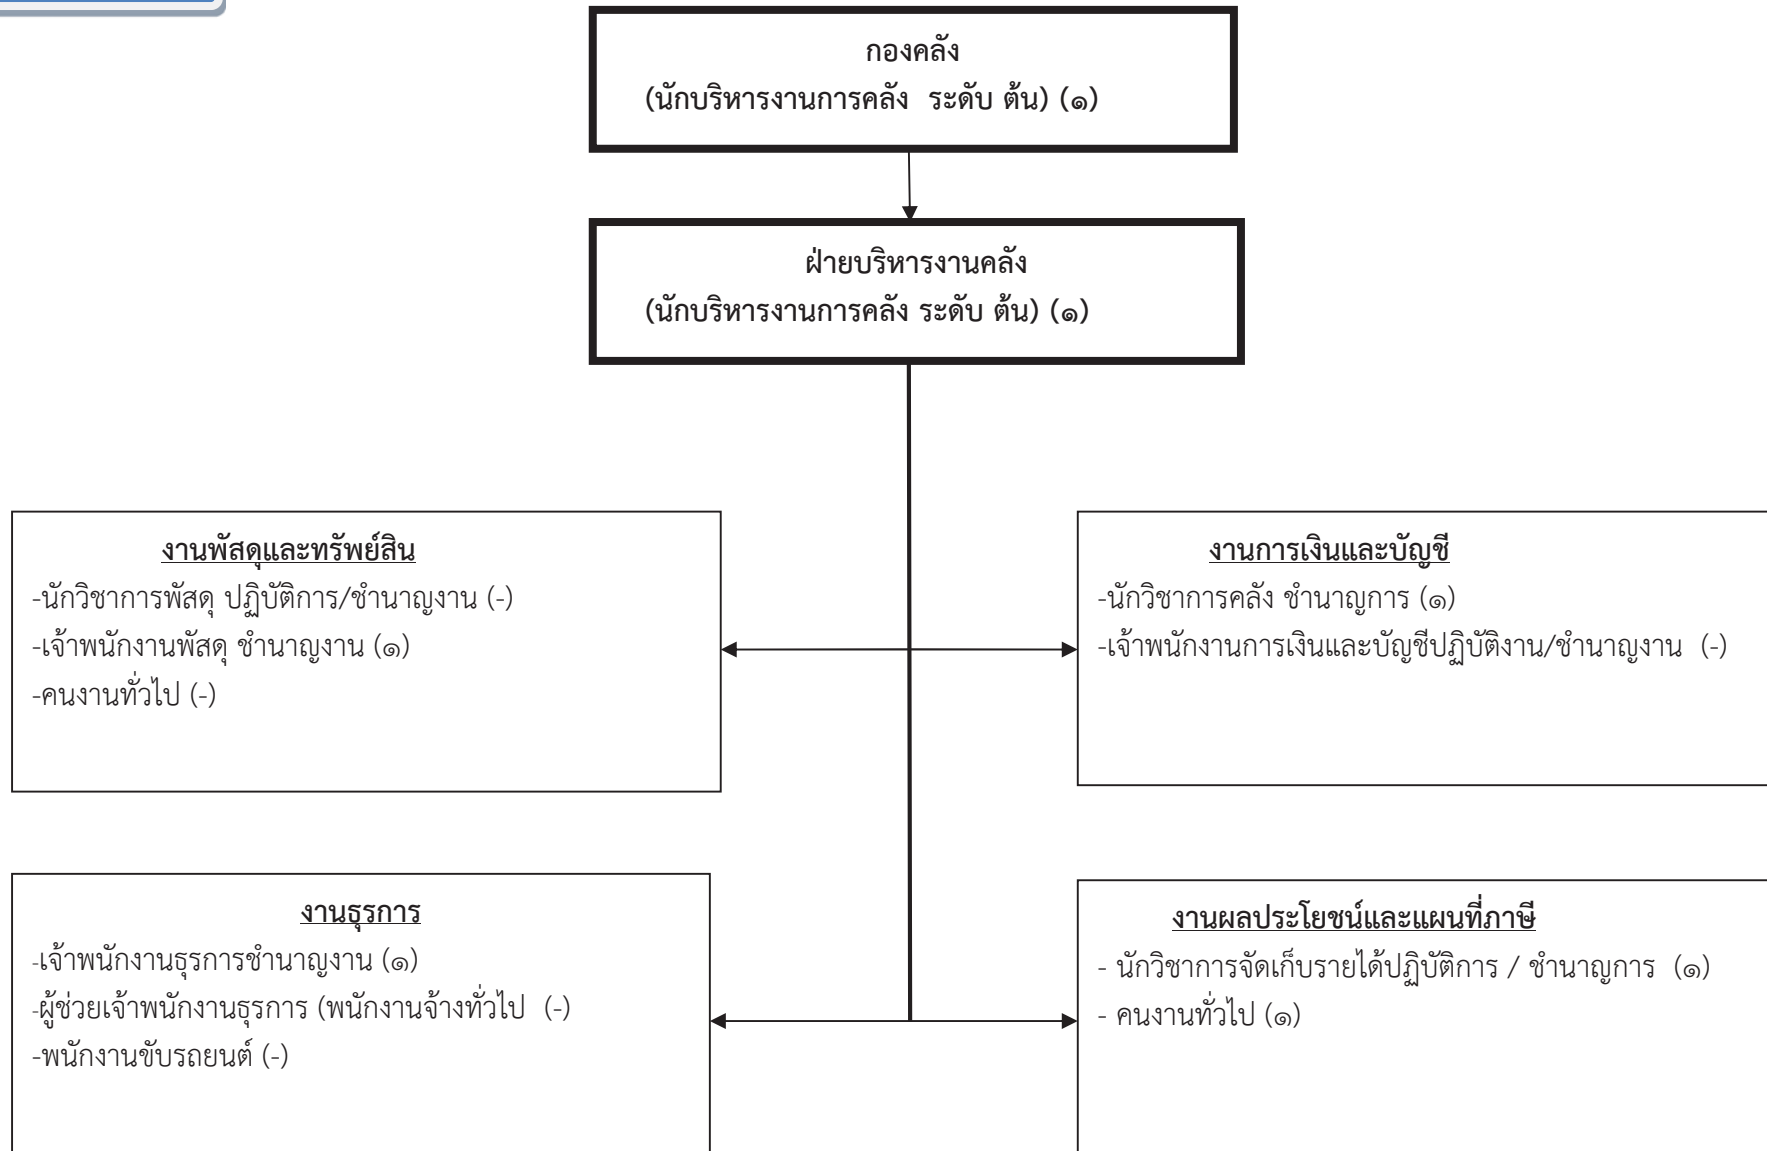 กองคลัง
(นักบริหารงานการคลัง  ระดับ ต้น) (๑)
ฝ่ายบริหารงานคลัง
(นักบริหารงานการคลัง ระดับ ต้น) (๑)
งานพัสดุและทรัพย์สิน
-นักวิชาการพัสดุ ปฏิบัติการ/ชำนาญงาน (-)
-เจ้าพนักงานพัสดุ ชำนาญงาน (๑)
-คนงานทั่วไป (-)
งานการเงินและบัญชี
-นักวิชาการคลัง ชำนาญการ (๑)
-เจ้าพนักงานการเงินและบัญชีปฏิบัติงาน/ชำนาญงาน  (-)
งานธุรการ
-เจ้าพนักงานธุรการชำนาญงาน (๑)
-ผู้ช่วยเจ้าพนักงานธุรการ (พนักงานจ้างทั่วไป  (-)
-พนักงานขับรถยนต์ (-)
งานผลประโยชน์และแผนที่ภาษี
- นักวิชาการจัดเก็บรายได้ปฏิบัติการ / ชำนาญการ  (๑)
- คนงานทั่วไป (๑)